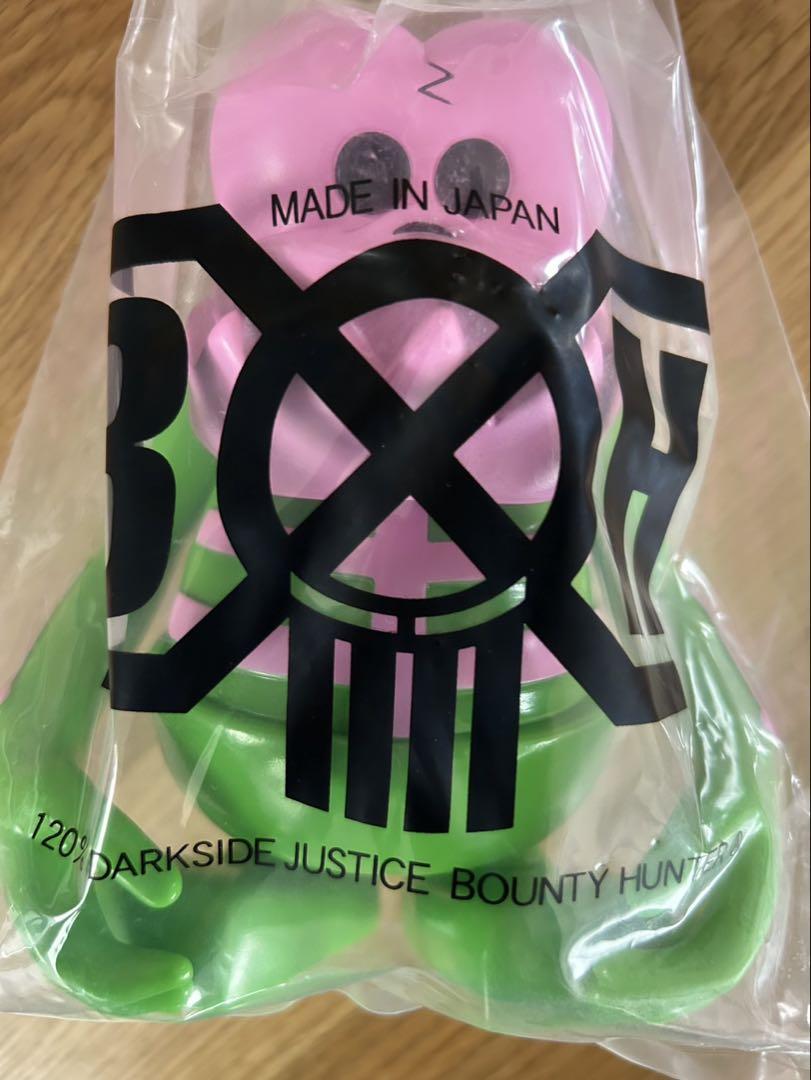 MADE IN JAPAN
B H
120% DARKSIDE JUSTICE BOUNTY HUNTER®